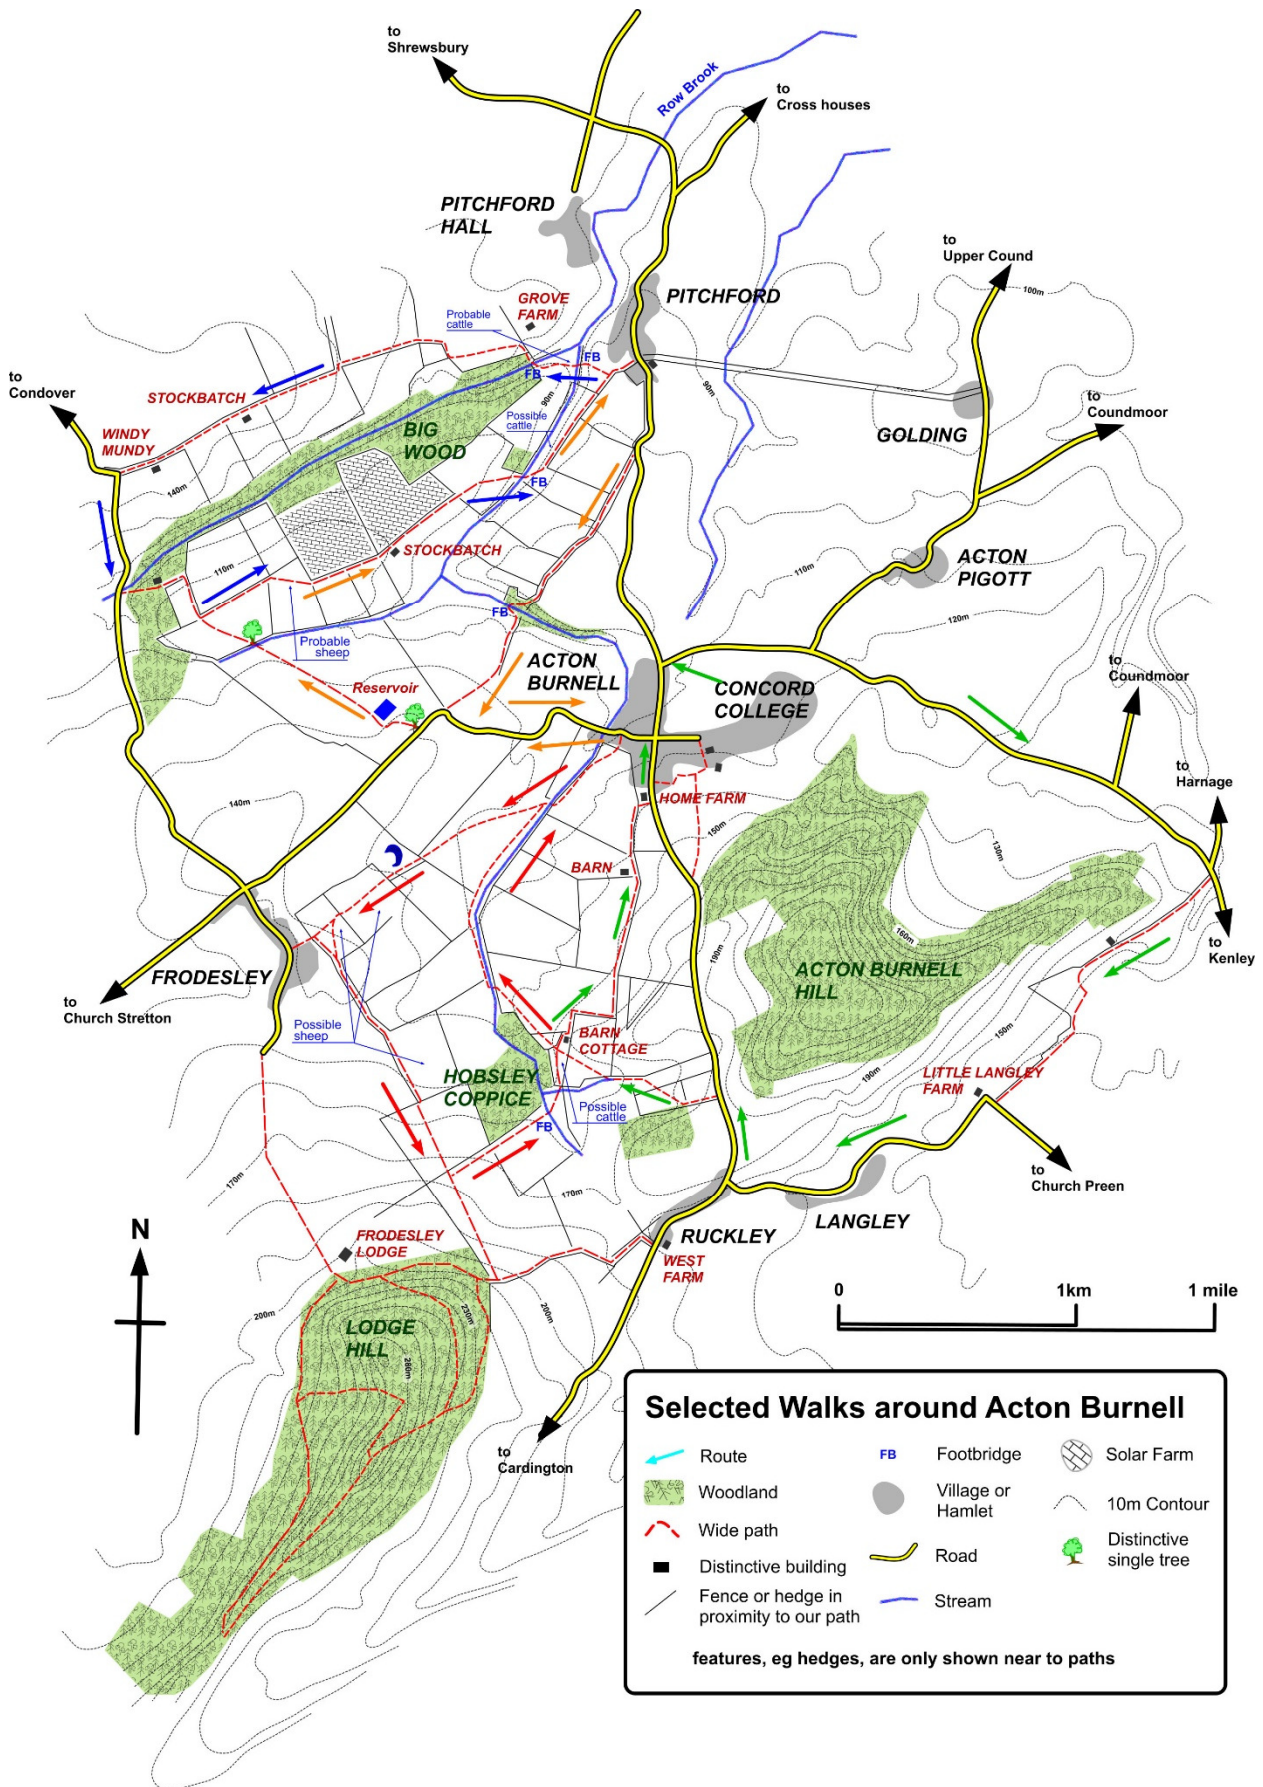 to
Shrewsbury
Row Brook
to
Cross houses
PITCHFORD
HALL
to
Upper Cound
100m
PITCHFORD
GROVE
FARM
Probable
cattle
FB
FB
90m
90m
to
Condover
STOCKBATCH
Possible
cattle
to
Coundmoor
WINDY
MUNDY
BIG
WOOD
GOLDING
140m
FB
STOCKBATCH
ACTON
PIGOTT
110m
110m
FB
120m
Probable
sheep
Reservoir
ACTON
BURNELL
CONCORD
COLLEGE
to
Coundmoor
to
Harnage
140m
HOME FARM
150m
130m
BARN
160m
190m
FRODESLEY
to
Church Stretton
ACTON BURNELL
HILL
to
Kenley
Possible
sheep
BARN
COTTAGE
150m
190m
HOBSLEY
COPPICE
LITTLE LANGLEY
FARM
Possible
cattle
FB
170m
170m
to
Church Preen
N
FRODESLEY
LODGE
RUCKLEY
LANGLEY
WEST
FARM
200m
230m
200m
LODGE
HILL
280m
0
1km
1 mile
to
Cardington
Selected Walks around Acton Burnell
Route
FB
Footbridge
Solar Farm
Woodland
Village or
Hamlet
10m Contour
Wide path
Road
Distinctive
single tree
Distinctive building
Fence or hedge in
proximity to our path
Stream
features, eg hedges, are only shown near to paths